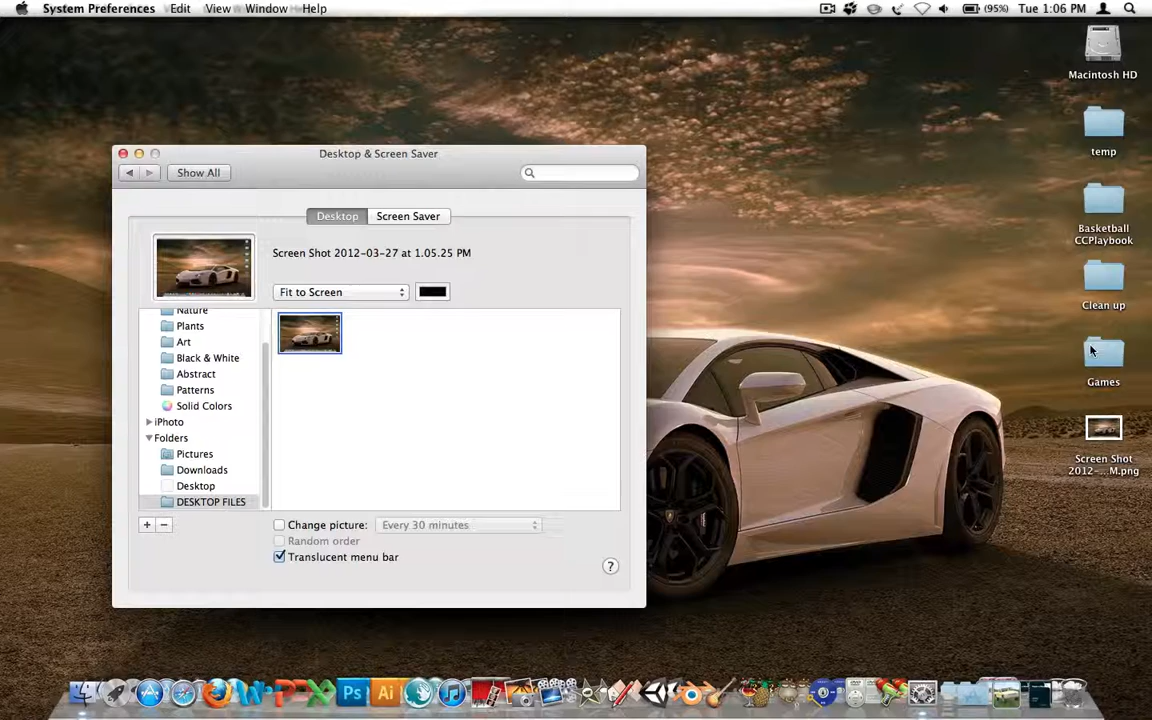 System Preferences Edit View Window Help
(95%) Tue 1:06 PM
Macintosh HD
temp
Basketball
CCPlaybook
Clean up
Games
Screen Shot
2012-...M.png
Desktop & Screen Saver
Show All
Desktop Screen Saver
Screen Shot 2012-03-27 at 1.05.25 PM
Fit to Screen
Nature
Plants
Art
Black & White
Abstract
Patterns
Solid Colors
iPhoto
Folders
Pictures
Downloads
Desktop
DESKTOP FILES
+ −
Change picture: Every 30 minutes
Random order
Translucent menu bar
?
Ps Ai